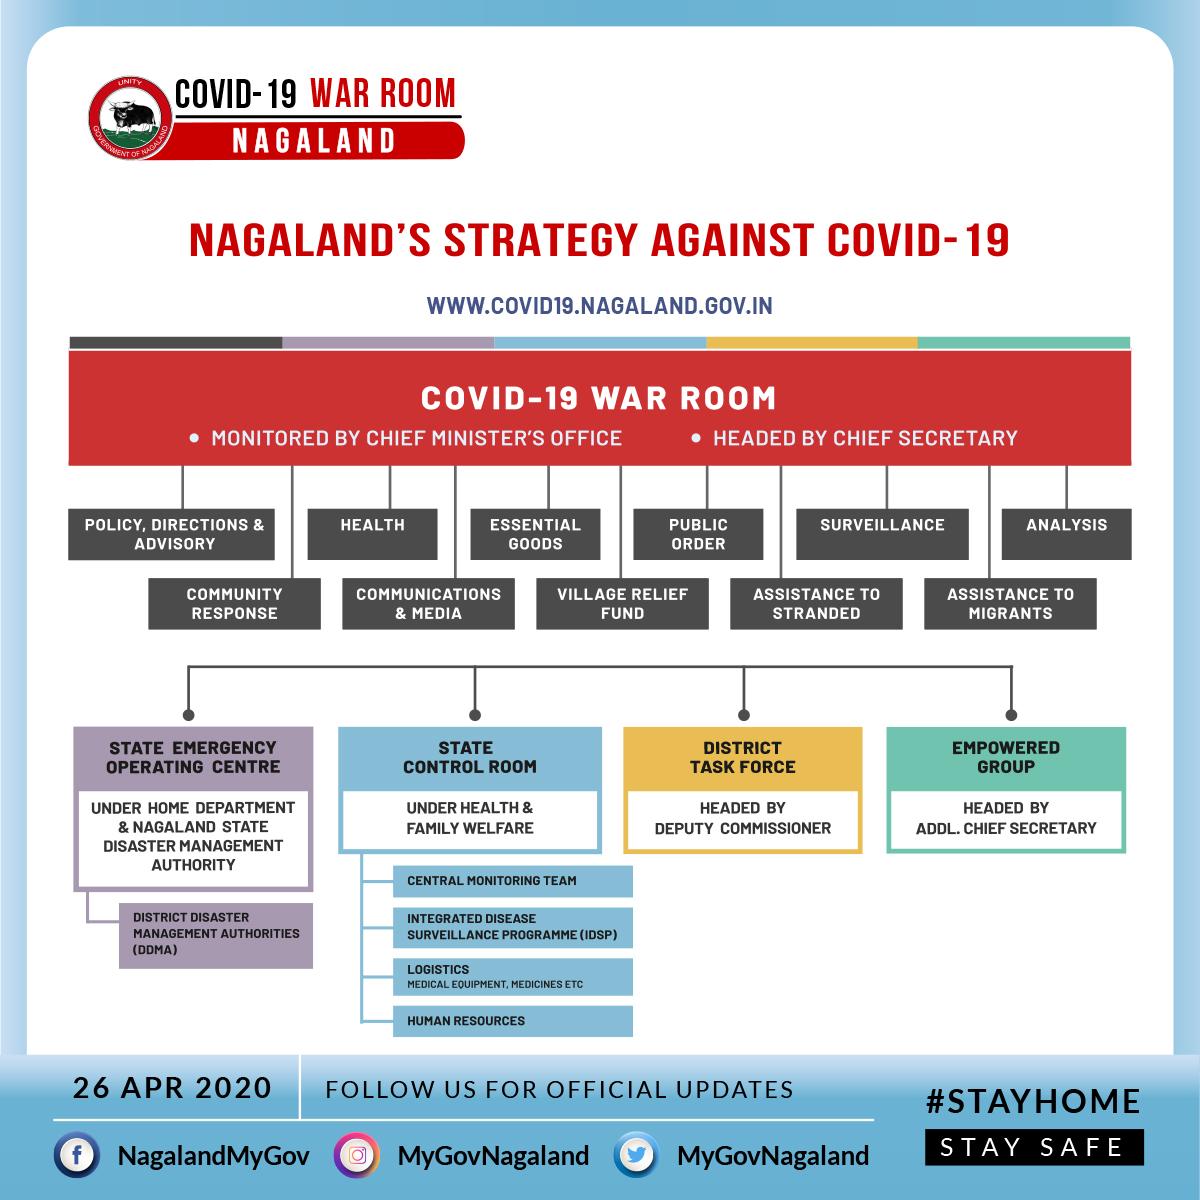 UNITY
GOVERNMENT OF NAGALAND
COVID-19 WAR ROOM
NAGALAND
NAGALAND'S STRATEGY AGAINST COVID-19
WWW.COVID19.NAGALAND.GOV.IN
COVID-19 WAR ROOM
• MONITORED BY CHIEF MINISTER'S OFFICE
• HEADED BY CHIEF SECRETARY
POLICY, DIRECTIONS &
ADVISORY
HEALTH
ESSENTIAL
GOODS
PUBLIC
ORDER
SURVEILLANCE
ANALYSIS
COMMUNITY
RESPONSE
COMMUNICATIONS
& MEDIA
VILLAGE RELIEF
FUND
ASSISTANCE TO
STRANDED
ASSISTANCE TO
MIGRANTS
STATE EMERGENCY
OPERATING CENTRE
UNDER HOME DEPARTMENT
& NAGALAND STATE
DISASTER MANAGEMENT
AUTHORITY
DISTRICT DISASTER
MANAGEMENT AUTHORITIES
(DDMA)
STATE
CONTROL ROOM
UNDER HEALTH &
FAMILY WELFARE
CENTRAL MONITORING TEAM
INTEGRATED DISEASE
SURVEILLANCE PROGRAMME (IDSP)
LOGISTICS
MEDICAL EQUIPMENT, MEDICINES ETC
HUMAN RESOURCES
DISTRICT
TASK FORCE
HEADED BY
DEPUTY COMMISSIONER
EMPOWERED
GROUP
HEADED BY
ADDL. CHIEF SECRETARY
26 APR 2020
FOLLOW US FOR OFFICIAL UPDATES
NagalandMyGov
MyGovNagaland
MyGovNagaland
#STAYHOME
STAY SAFE